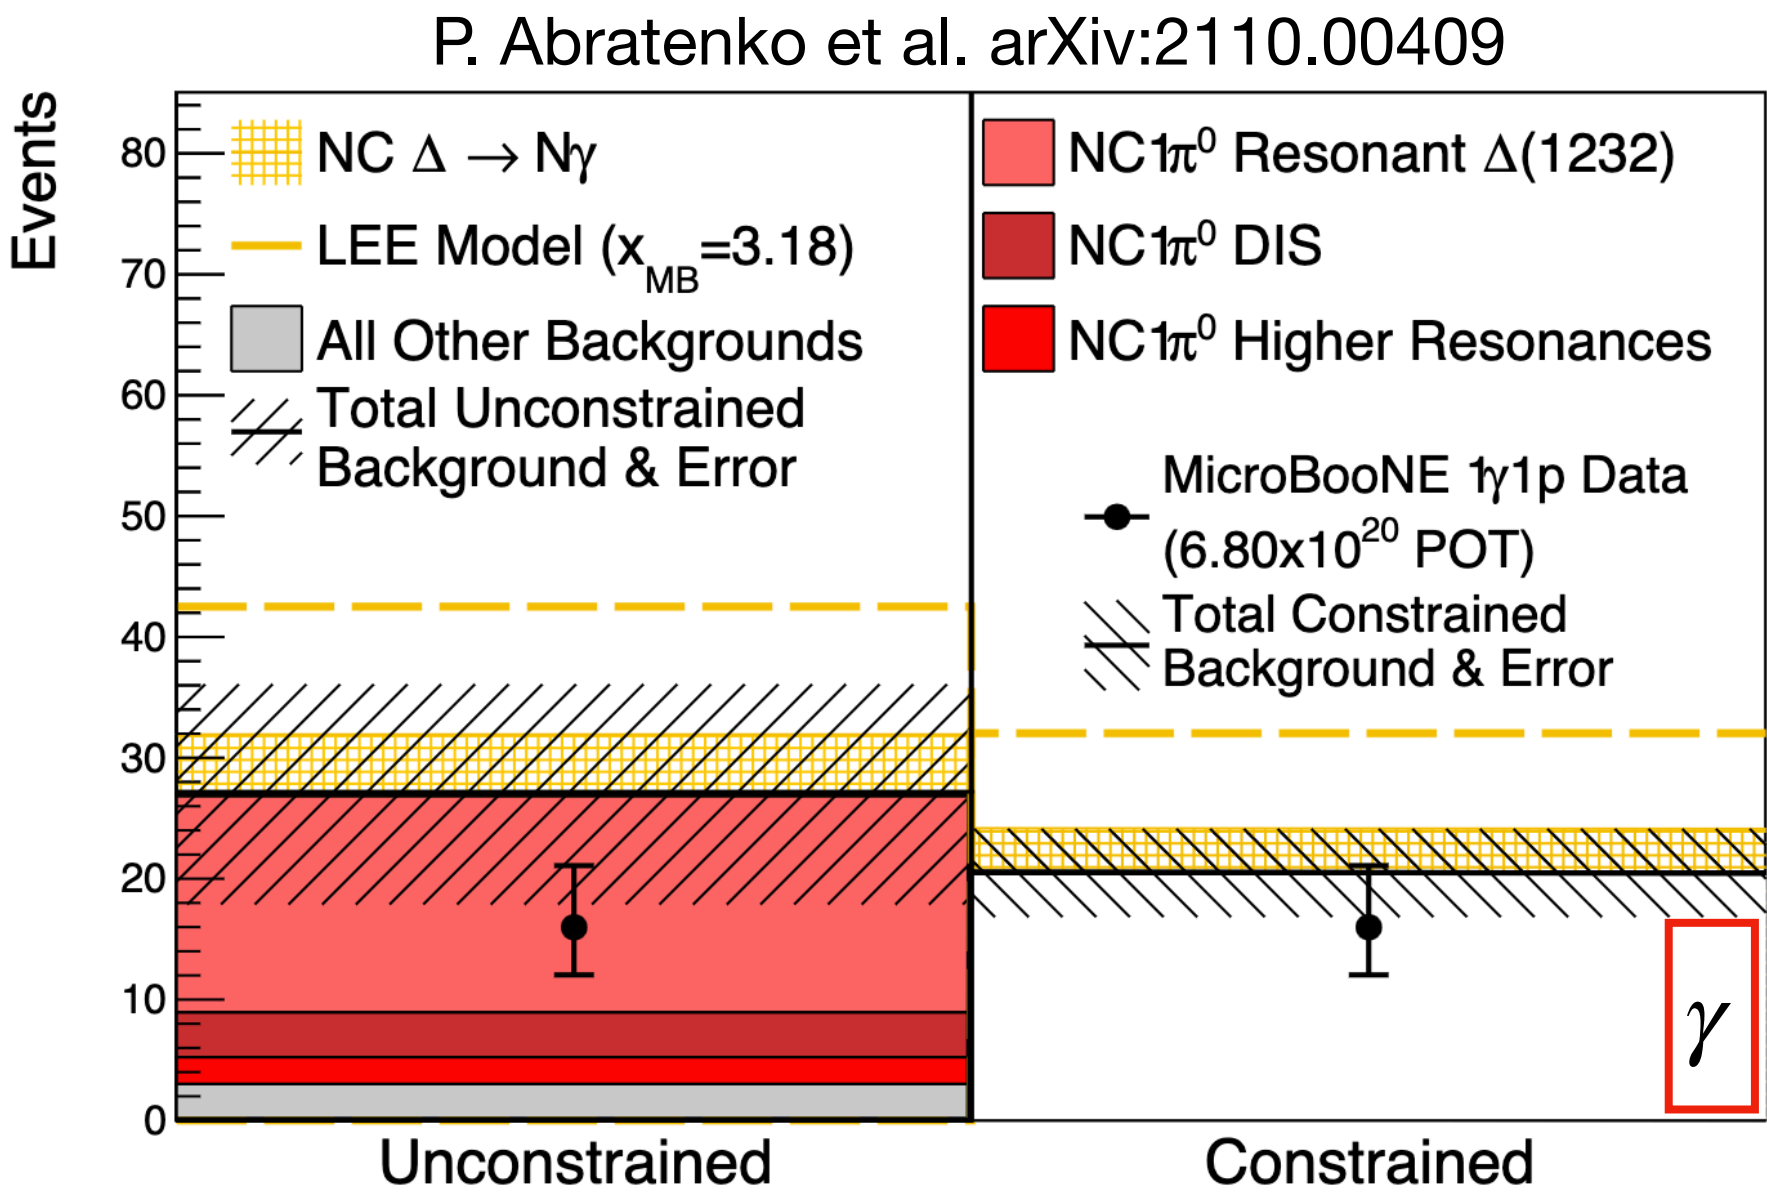 P. Abratenko et al. arXiv:2110.00409
Events
80
70
60
50
40
30
20
10
0
NC Δ → Nγ
LEE Model (x_MB=3.18)
All Other Backgrounds
Total Unconstrained
Background & Error
NC1π⁰ Resonant Δ(1232)
NC1π⁰ DIS
NC1π⁰ Higher Resonances
MicroBooNE 1γ1p Data
(6.80x10²⁰ POT)
Total Constrained
Background & Error
γ
Unconstrained
Constrained